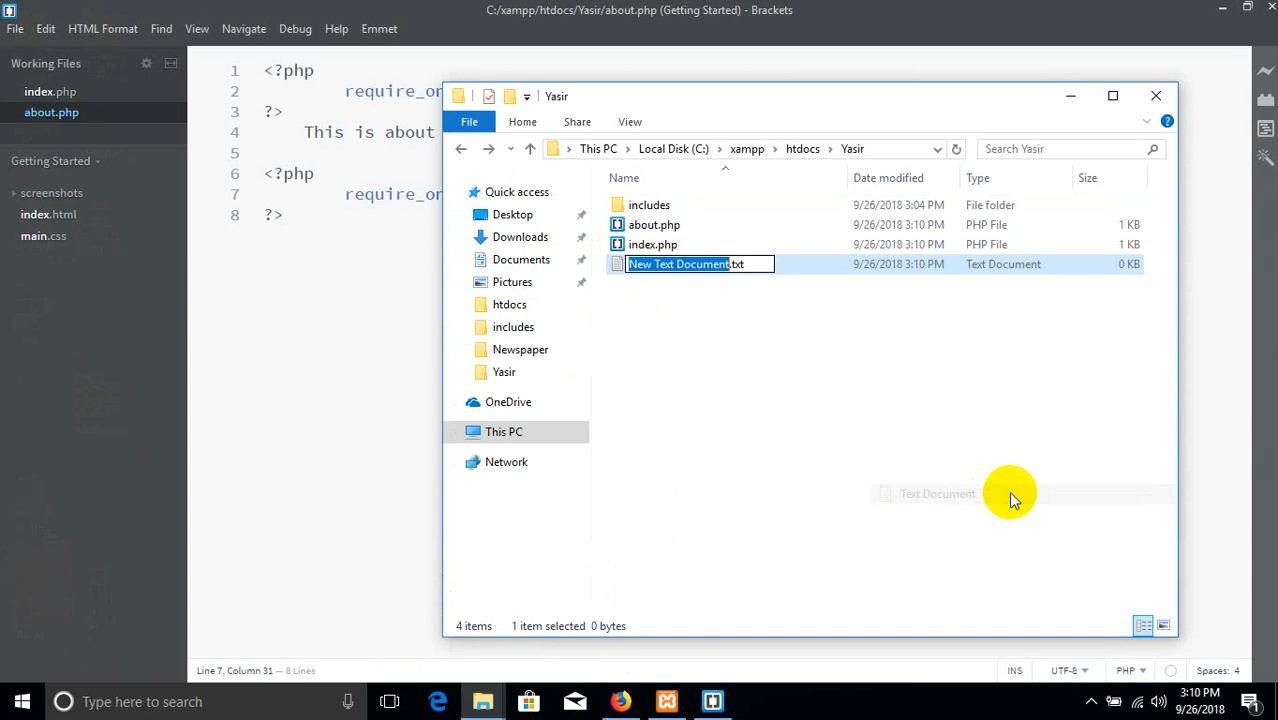 C:/xampp/htdocs/Yasir/about.php (Getting Started) - Brackets
File Edit View Navigate Debug Help Emmet
Working Files
index.php
about.php
Getting Started
screenshots
index.html
main.css
1 <?php
2 require_on
3 ?>
4 This is about
5
6 <?php
7 require_on
8 ?>
Yasir
File Home Share View
This PC Local Disk (C:) xampp htdocs Yasir
Search Yasir
Name Date modified Type Size
Quick access
Desktop
Downloads
Documents
Pictures
htdocs
includes
Newspaper
Yasir
OneDrive
This PC
Network
includes 9/26/2018 3:04 PM File folder
about.php 9/26/2018 3:10 PM PHP File 1 KB
index.php 9/26/2018 3:10 PM PHP File 1 KB
New Text Document.txt 9/26/2018 3:10 PM Text Document 0 KB
Text Document
4 items 1 item selected 0 bytes
Line 7, Column 31 — 8 Lines
INS UTF-8 PHP Spaces: 4
Type here to search
3:10 PM
9/26/2018
1